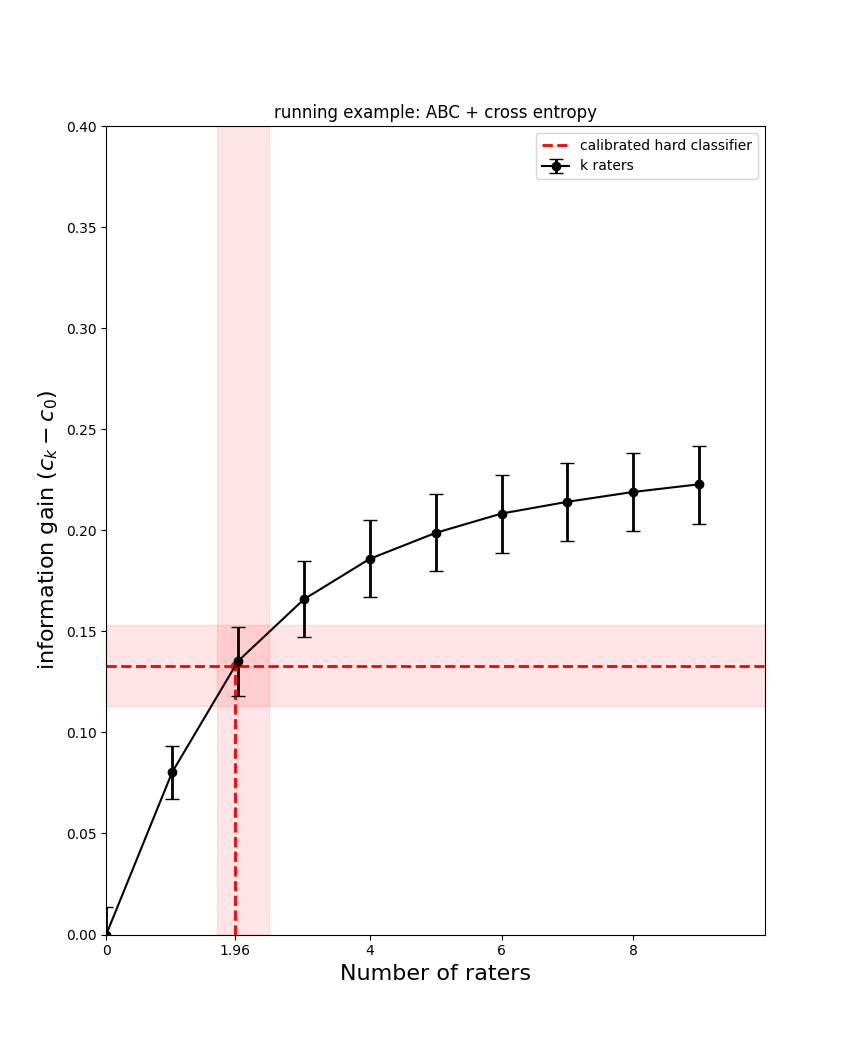 running example: ABC + cross entropy
calibrated hard classifier
k raters
0.40
0.35
0.30
0.25
0.20
0.15
0.10
0.05
0.00
information gain (cₖ − c₀)
0 1.96 4 6 8
Number of raters